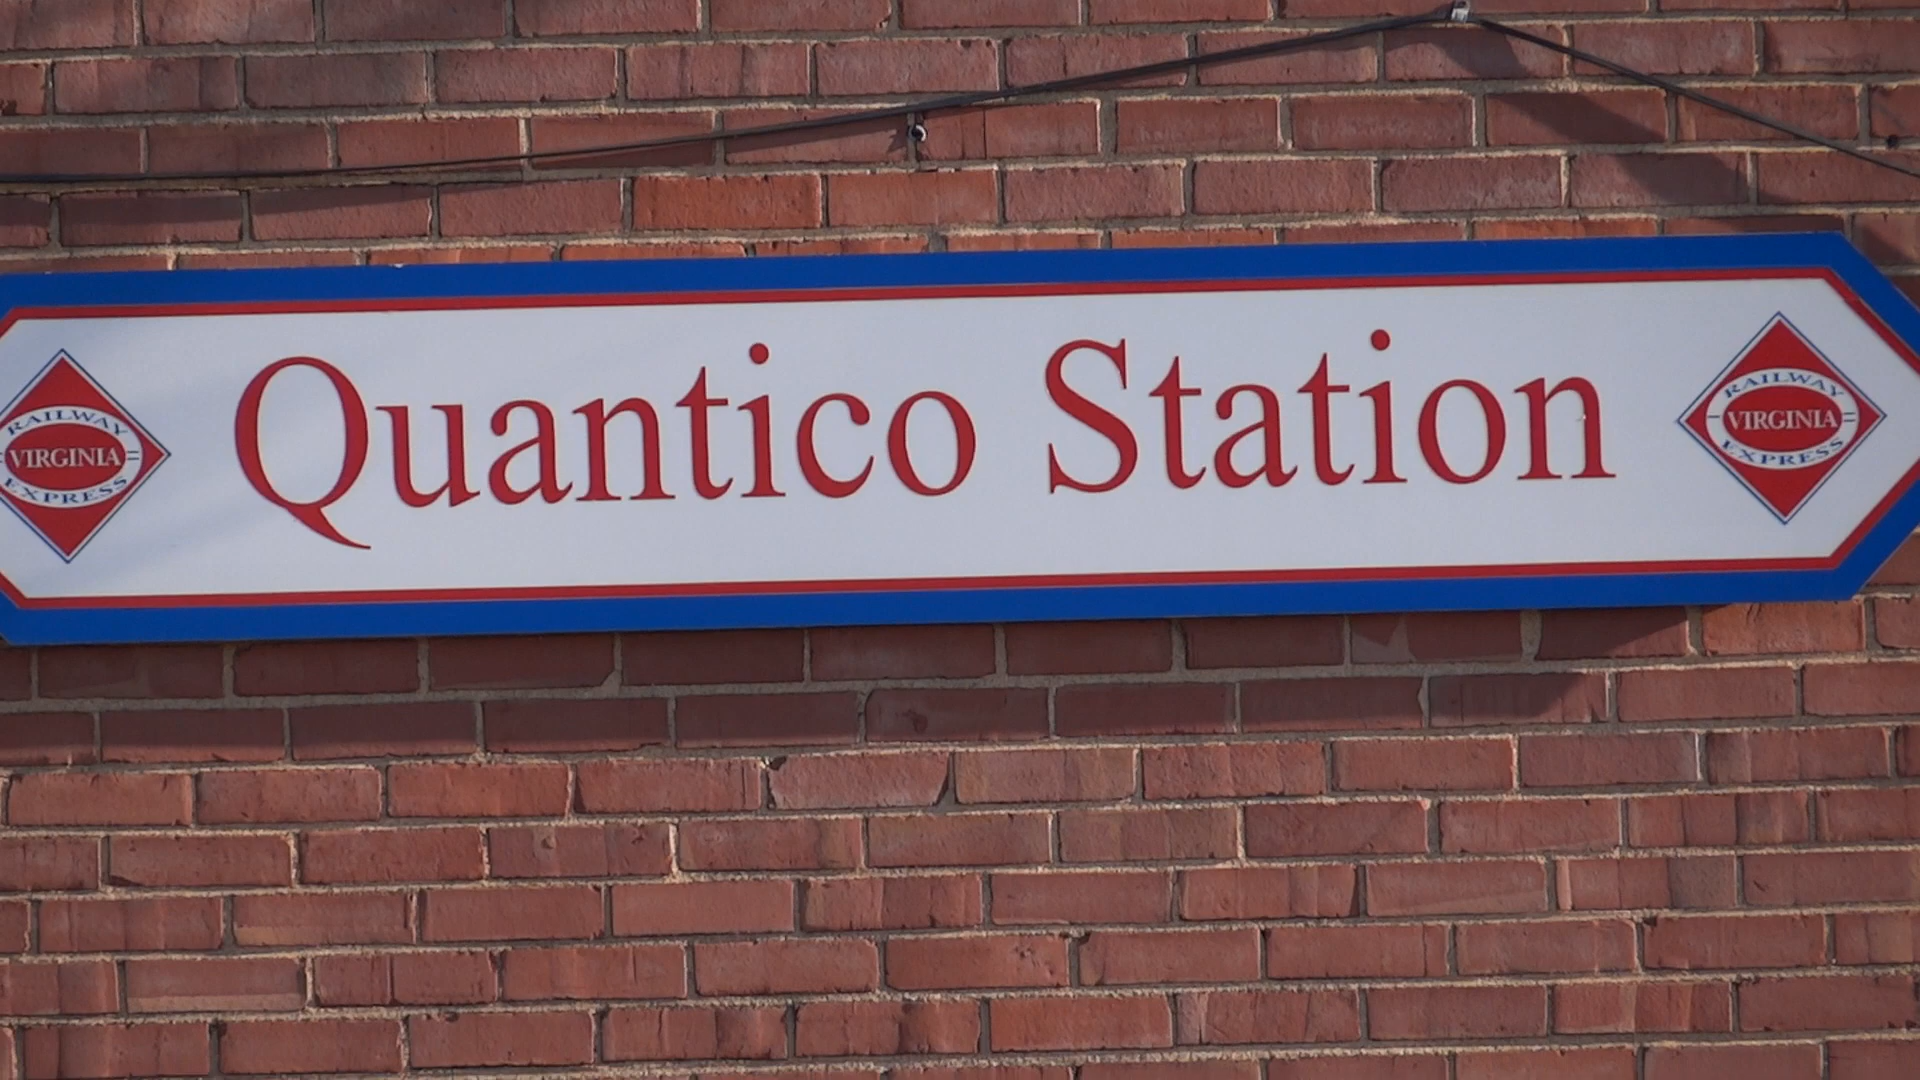 Quantico Station
RAILWAY
VIRGINIA
EXPRESS
RAILWAY
VIRGINIA
EXPRESS